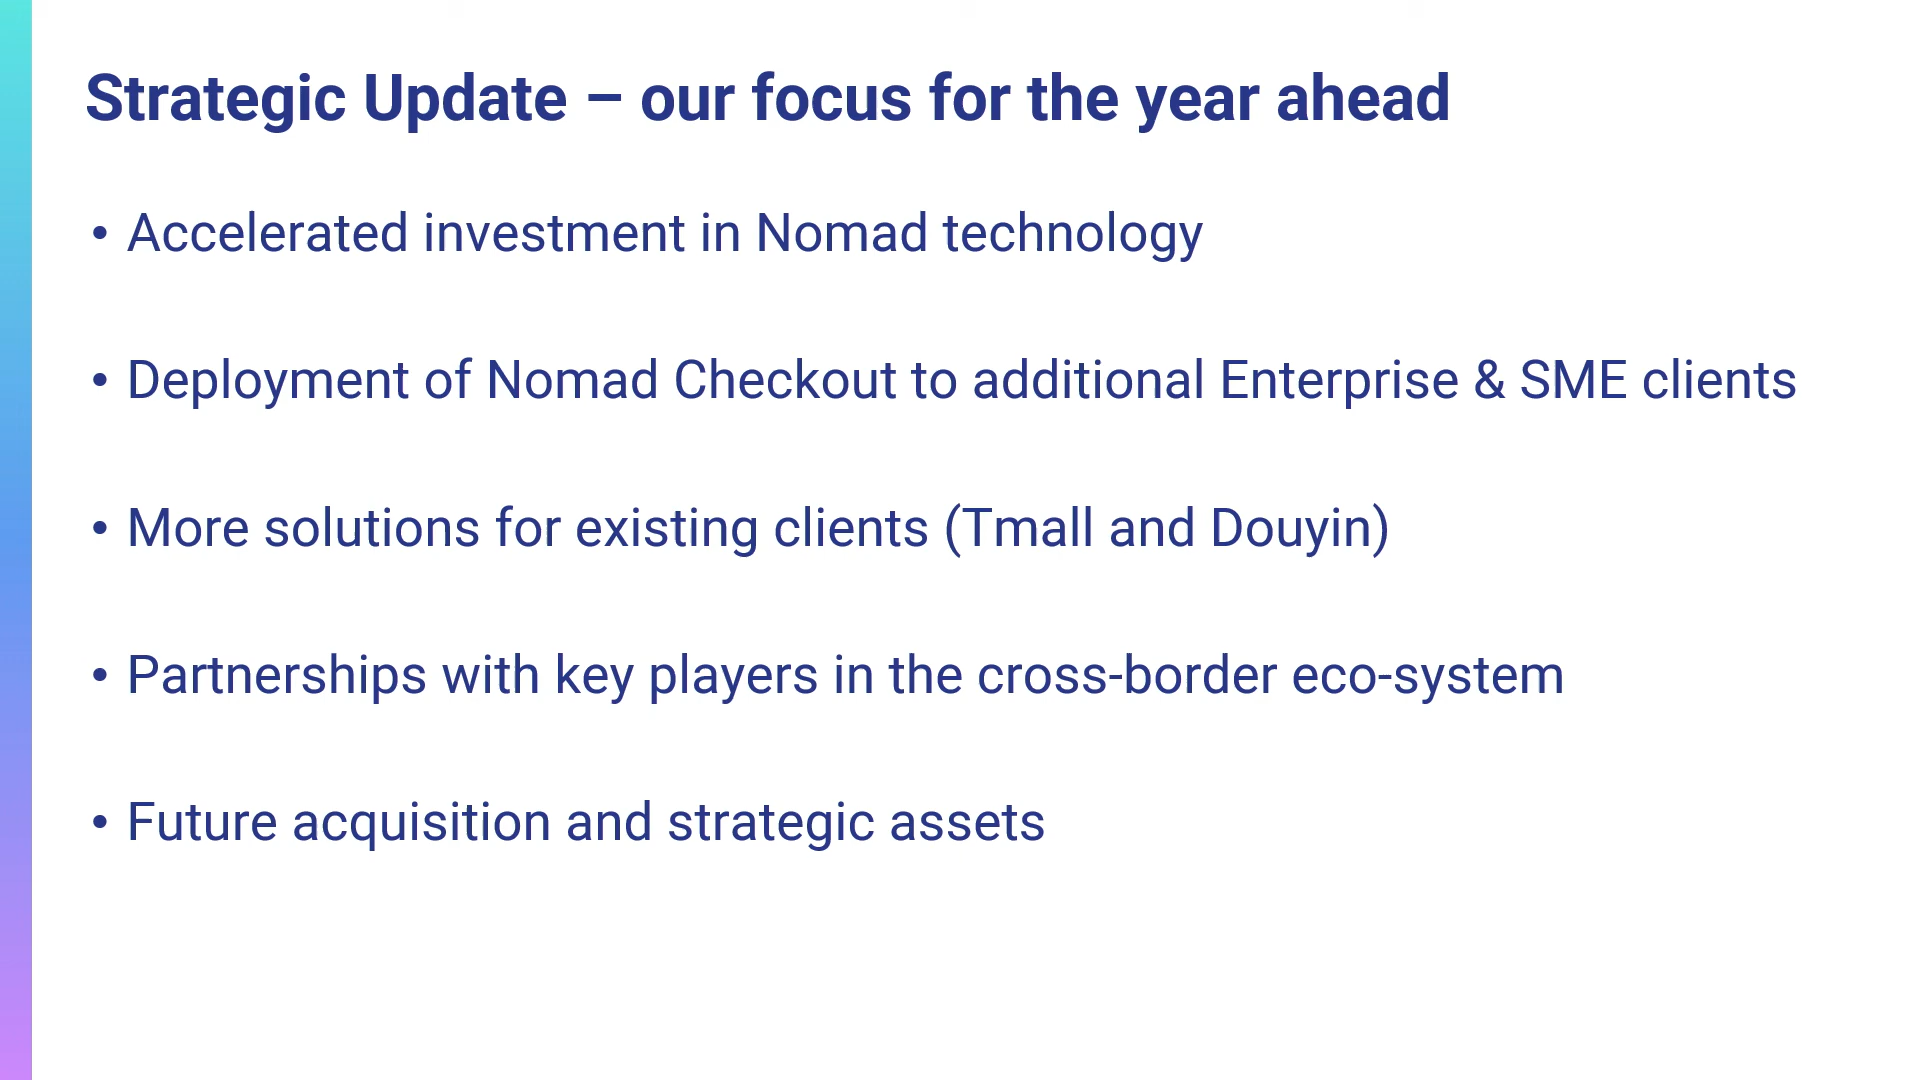 Strategic Update – our focus for the year ahead
• Accelerated investment in Nomad technology
• Deployment of Nomad Checkout to additional Enterprise & SME clients
• More solutions for existing clients (Tmall and Douyin)
• Partnerships with key players in the cross-border eco-system
• Future acquisition and strategic assets